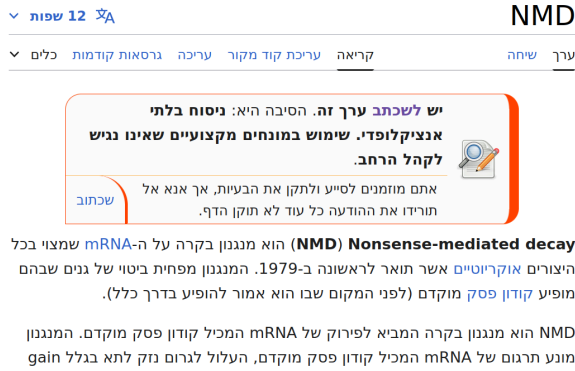 NMD
12 שפות
ערך שיחה קריאה עריכת קוד מקור עריכה גרסאות קודמות כלים
יש לשכתב ערך זה. הסיבה היא: ניסוח בלתי
אנציקלופדי. שימוש במונחים מקצועיים שאינו נגיש
לקהל הרחב.
אתם מוזמנים לסייע ולתקן את הבעיות, אך אנא אל
תורידו את ההודעה כל עוד לא תוקן הדף.
שכתוב
Nonsense-mediated decay (NMD) הוא מנגנון בקרה על ה-mRNA שמצוי בכל
היצורים אוקריוטיים אשר תואר לראשונה ב-1979. המנגנון מפחית ביטוי של גנים שבהם
מופיע קודון פסק מוקדם (לפני המקום שבו הוא אמור להופיע בדרך כלל).
NMD הוא מנגנון בקרה המביא לפירוק של mRNA המכיל קודון פסק מוקדם. המנגנון
מונע תרגום של mRNA המכיל קודון פסק מוקדם, העלול לגרום נזק לתא בגלל gain